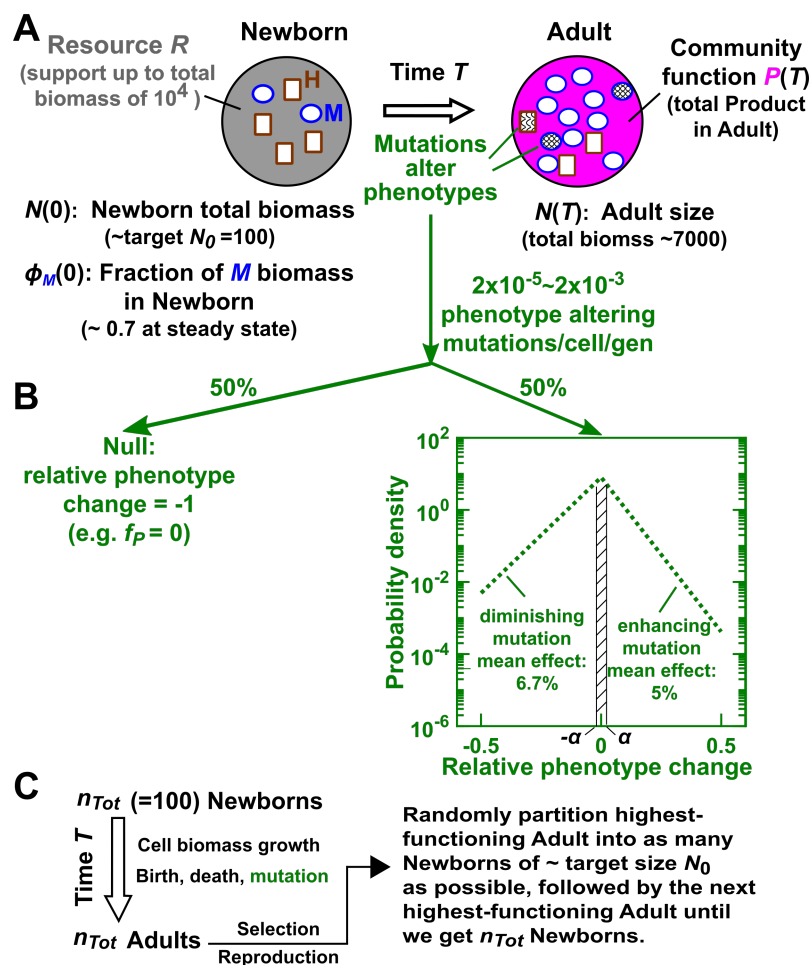 A
Newborn
Adult
Resource R
(support up to total
biomass of 10⁴ )
H
M
Time T
Community
function P(T)
(total Product
in Adult)
Mutations
alter
phenotypes
N(0): Newborn total biomass
(~target N₀ =100)
N(T): Adult size
(total biomss ~7000)
ϕM(0): Fraction of M biomass
in Newborn
(~ 0.7 at steady state)
2x10⁻⁵~2x10⁻³
phenotype altering
mutations/cell/gen
B
50%
50%
Null:
relative phenotype
change = -1
(e.g. fP = 0)
Probability density
10²
10⁰
10⁻²
10⁻⁴
10⁻⁶
diminishing
mutation
mean effect:
6.7%
enhancing
mutation
mean effect:
5%
-0.5
-α
0
α
0.5
Relative phenotype change
C
nTot (=100) Newborns
Time T
Cell biomass growth
Birth, death, mutation
nTot Adults
Selection
Reproduction
Randomly partition highest-
functioning Adult into as many
Newborns of ~ target size N₀
as possible, followed by the next
highest-functioning Adult until
we get nTot Newborns.